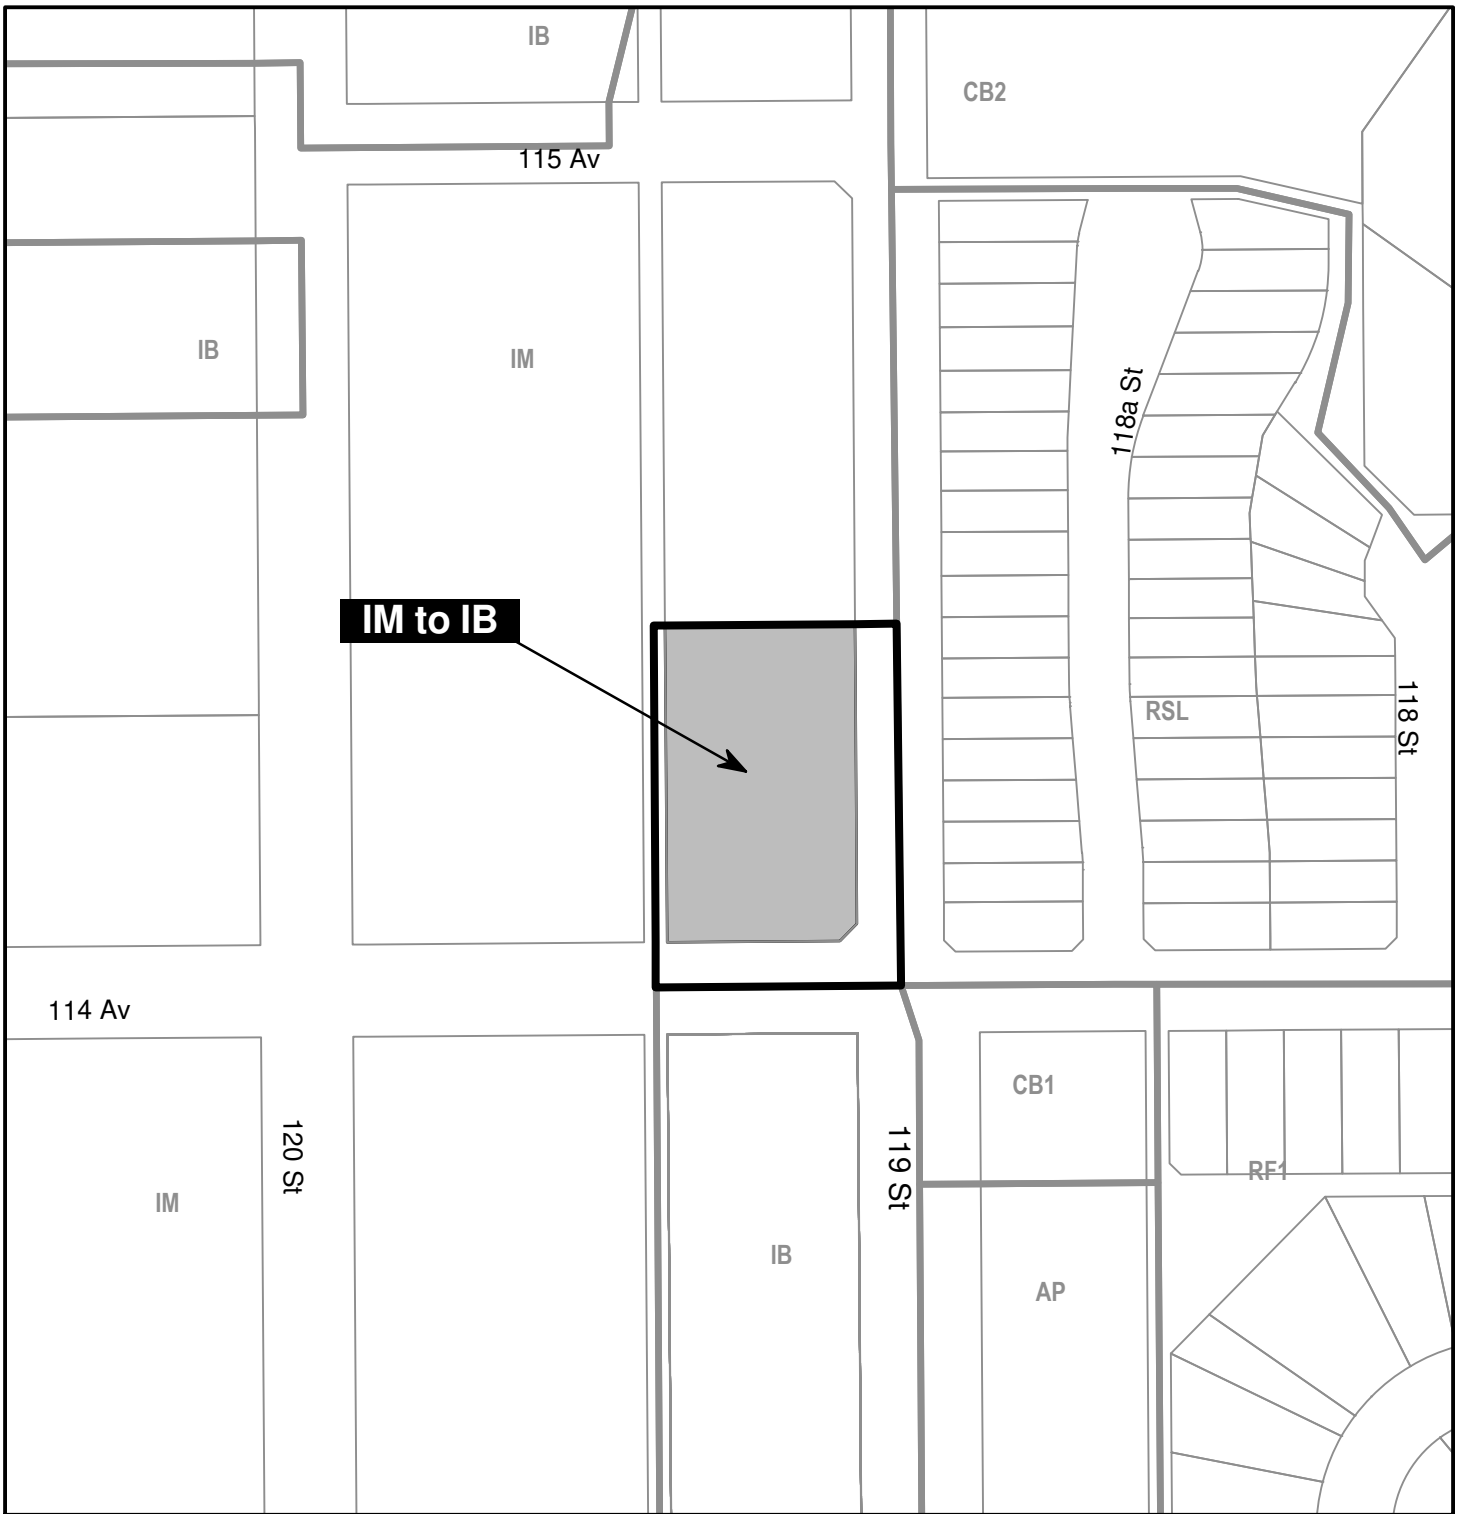 IB
CB2
115 Av
IB
IM
118a St
IM to IB
RSL
118 St
114 Av
CB1
120 St
119 St
RF1
IM
IB
AP